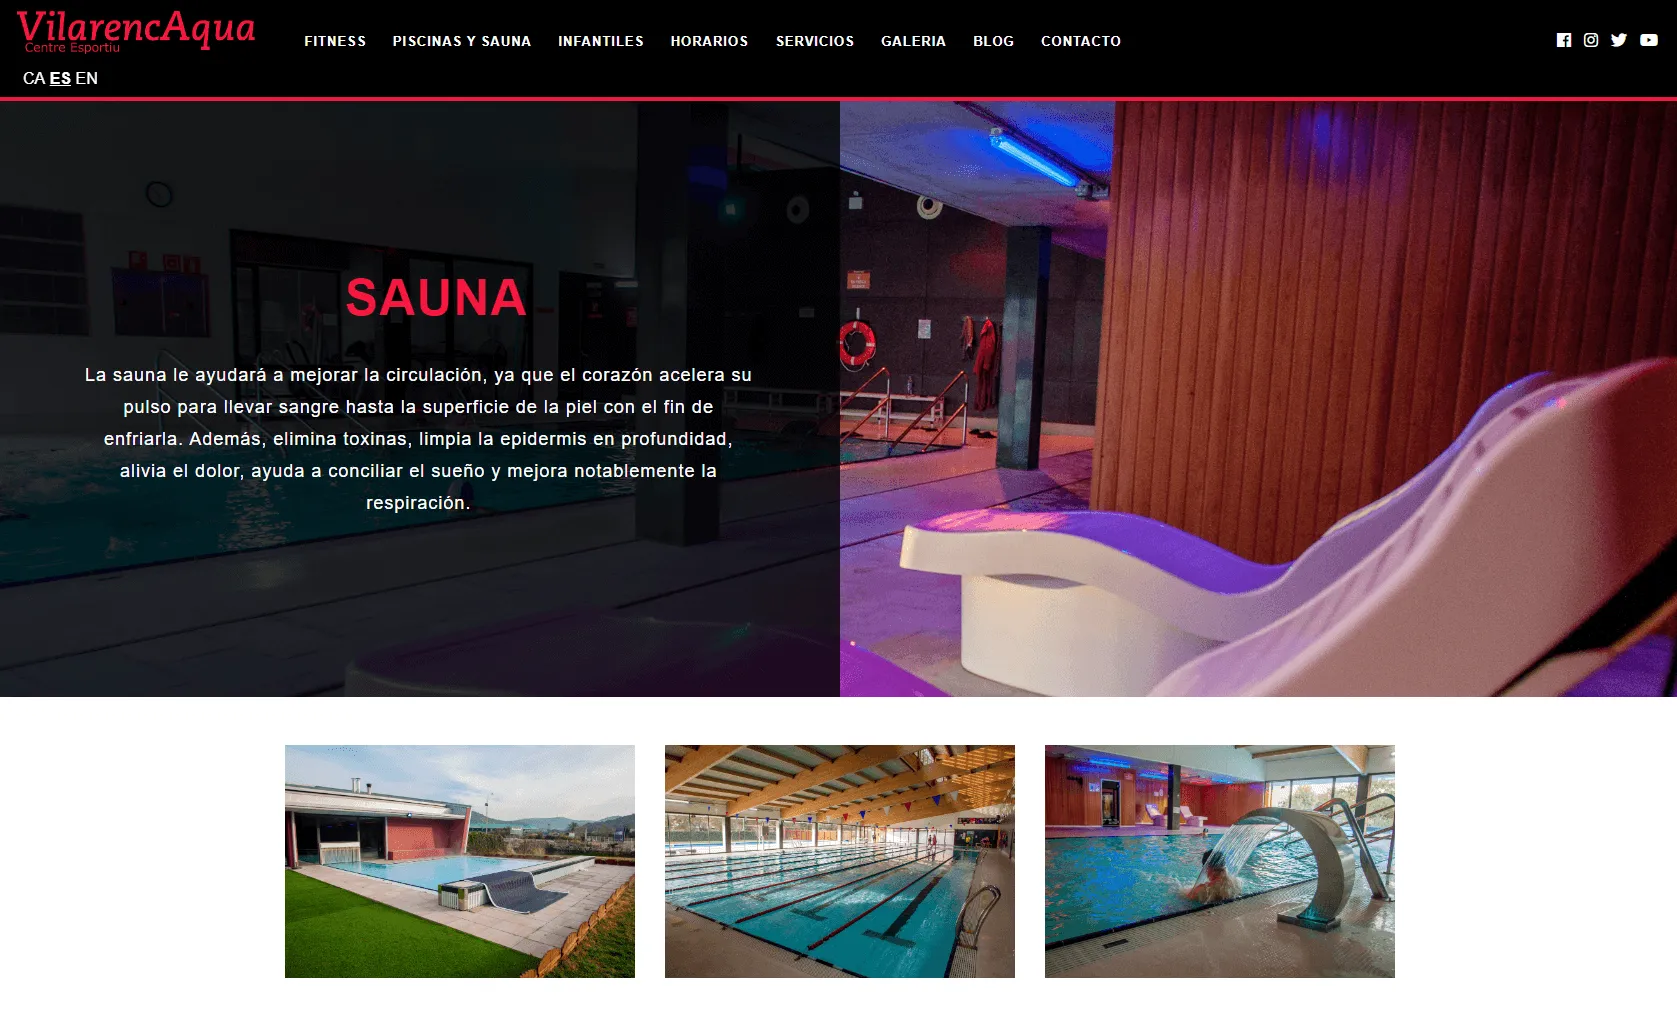 VilarencAqua
Centre Esportiu
CA ES EN
FITNESS
PISCINAS Y SAUNA
INFANTILES
HORARIOS
SERVICIOS
GALERIA
BLOG
CONTACTO
SAUNA
La sauna le ayudará a mejorar la circulación, ya que el corazón acelera su
pulso para llevar sangre hasta la superficie de la piel con el fin de
enfriarla. Además, elimina toxinas, limpia la epidermis en profundidad,
alivia el dolor, ayuda a conciliar el sueño y mejora notablemente la
respiración.